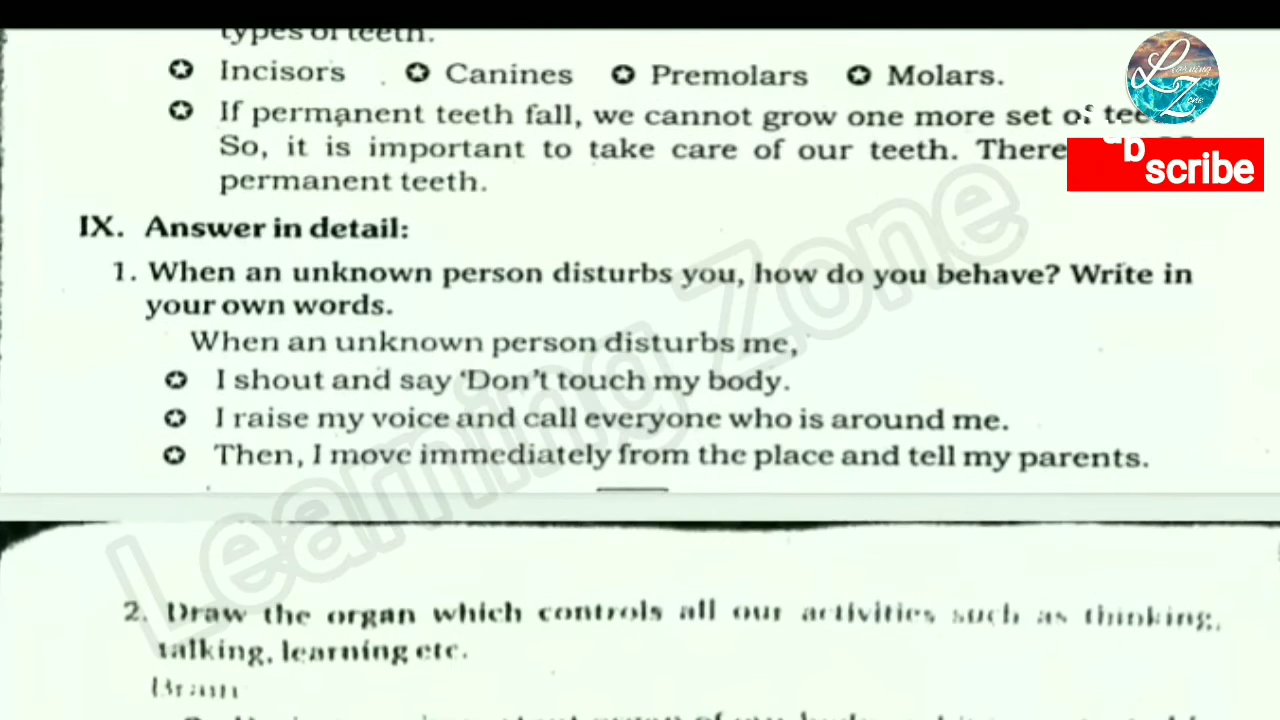 types of teeth.
✪ Incisors ✪ Canines ✪ Premolars ✪ Molars.
✪ If permanent teeth fall, we cannot grow one more set of
So, it is important to take care of our teeth. There
permanent teeth.
IX. Answer in detail:
1. When an unknown person disturbs you, how do you behave? Write in
your own words.
When an unknown person disturbs me,
✪ I shout and say 'Don't touch my body.
✪ I raise my voice and call everyone who is around me.
✪ Then, I move immediately from the place and tell my parents.
2. Draw the organ which controls all our activities such as thinking,
talking, learning etc.
Brain
Learning Zone
Learning Zone
ub
scribe